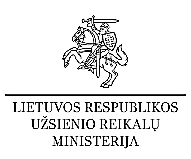 LIETUVOS RESPUBLIKOS
UŽSIENIO REIKALŲ
MINISTERIJA